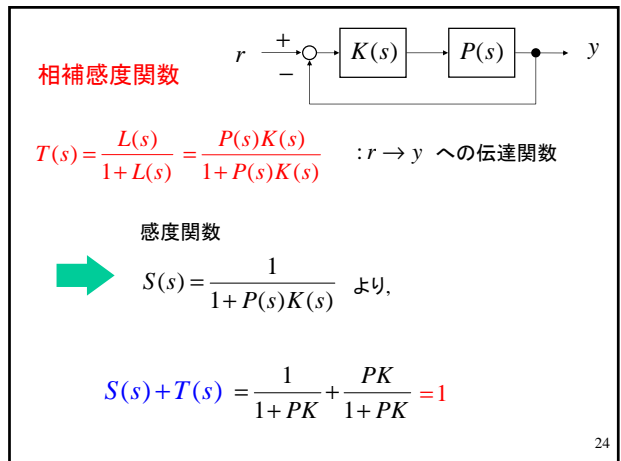 r + − K(s) P(s) y
相補感度関数
T(s) = L(s)/(1+L(s)) = P(s)K(s)/(1+P(s)K(s)) : r → y への伝達関数
感度関数
S(s) = 1/(1+P(s)K(s)) より,
S(s)+T(s) = 1/(1+PK) + PK/(1+PK) = 1
24